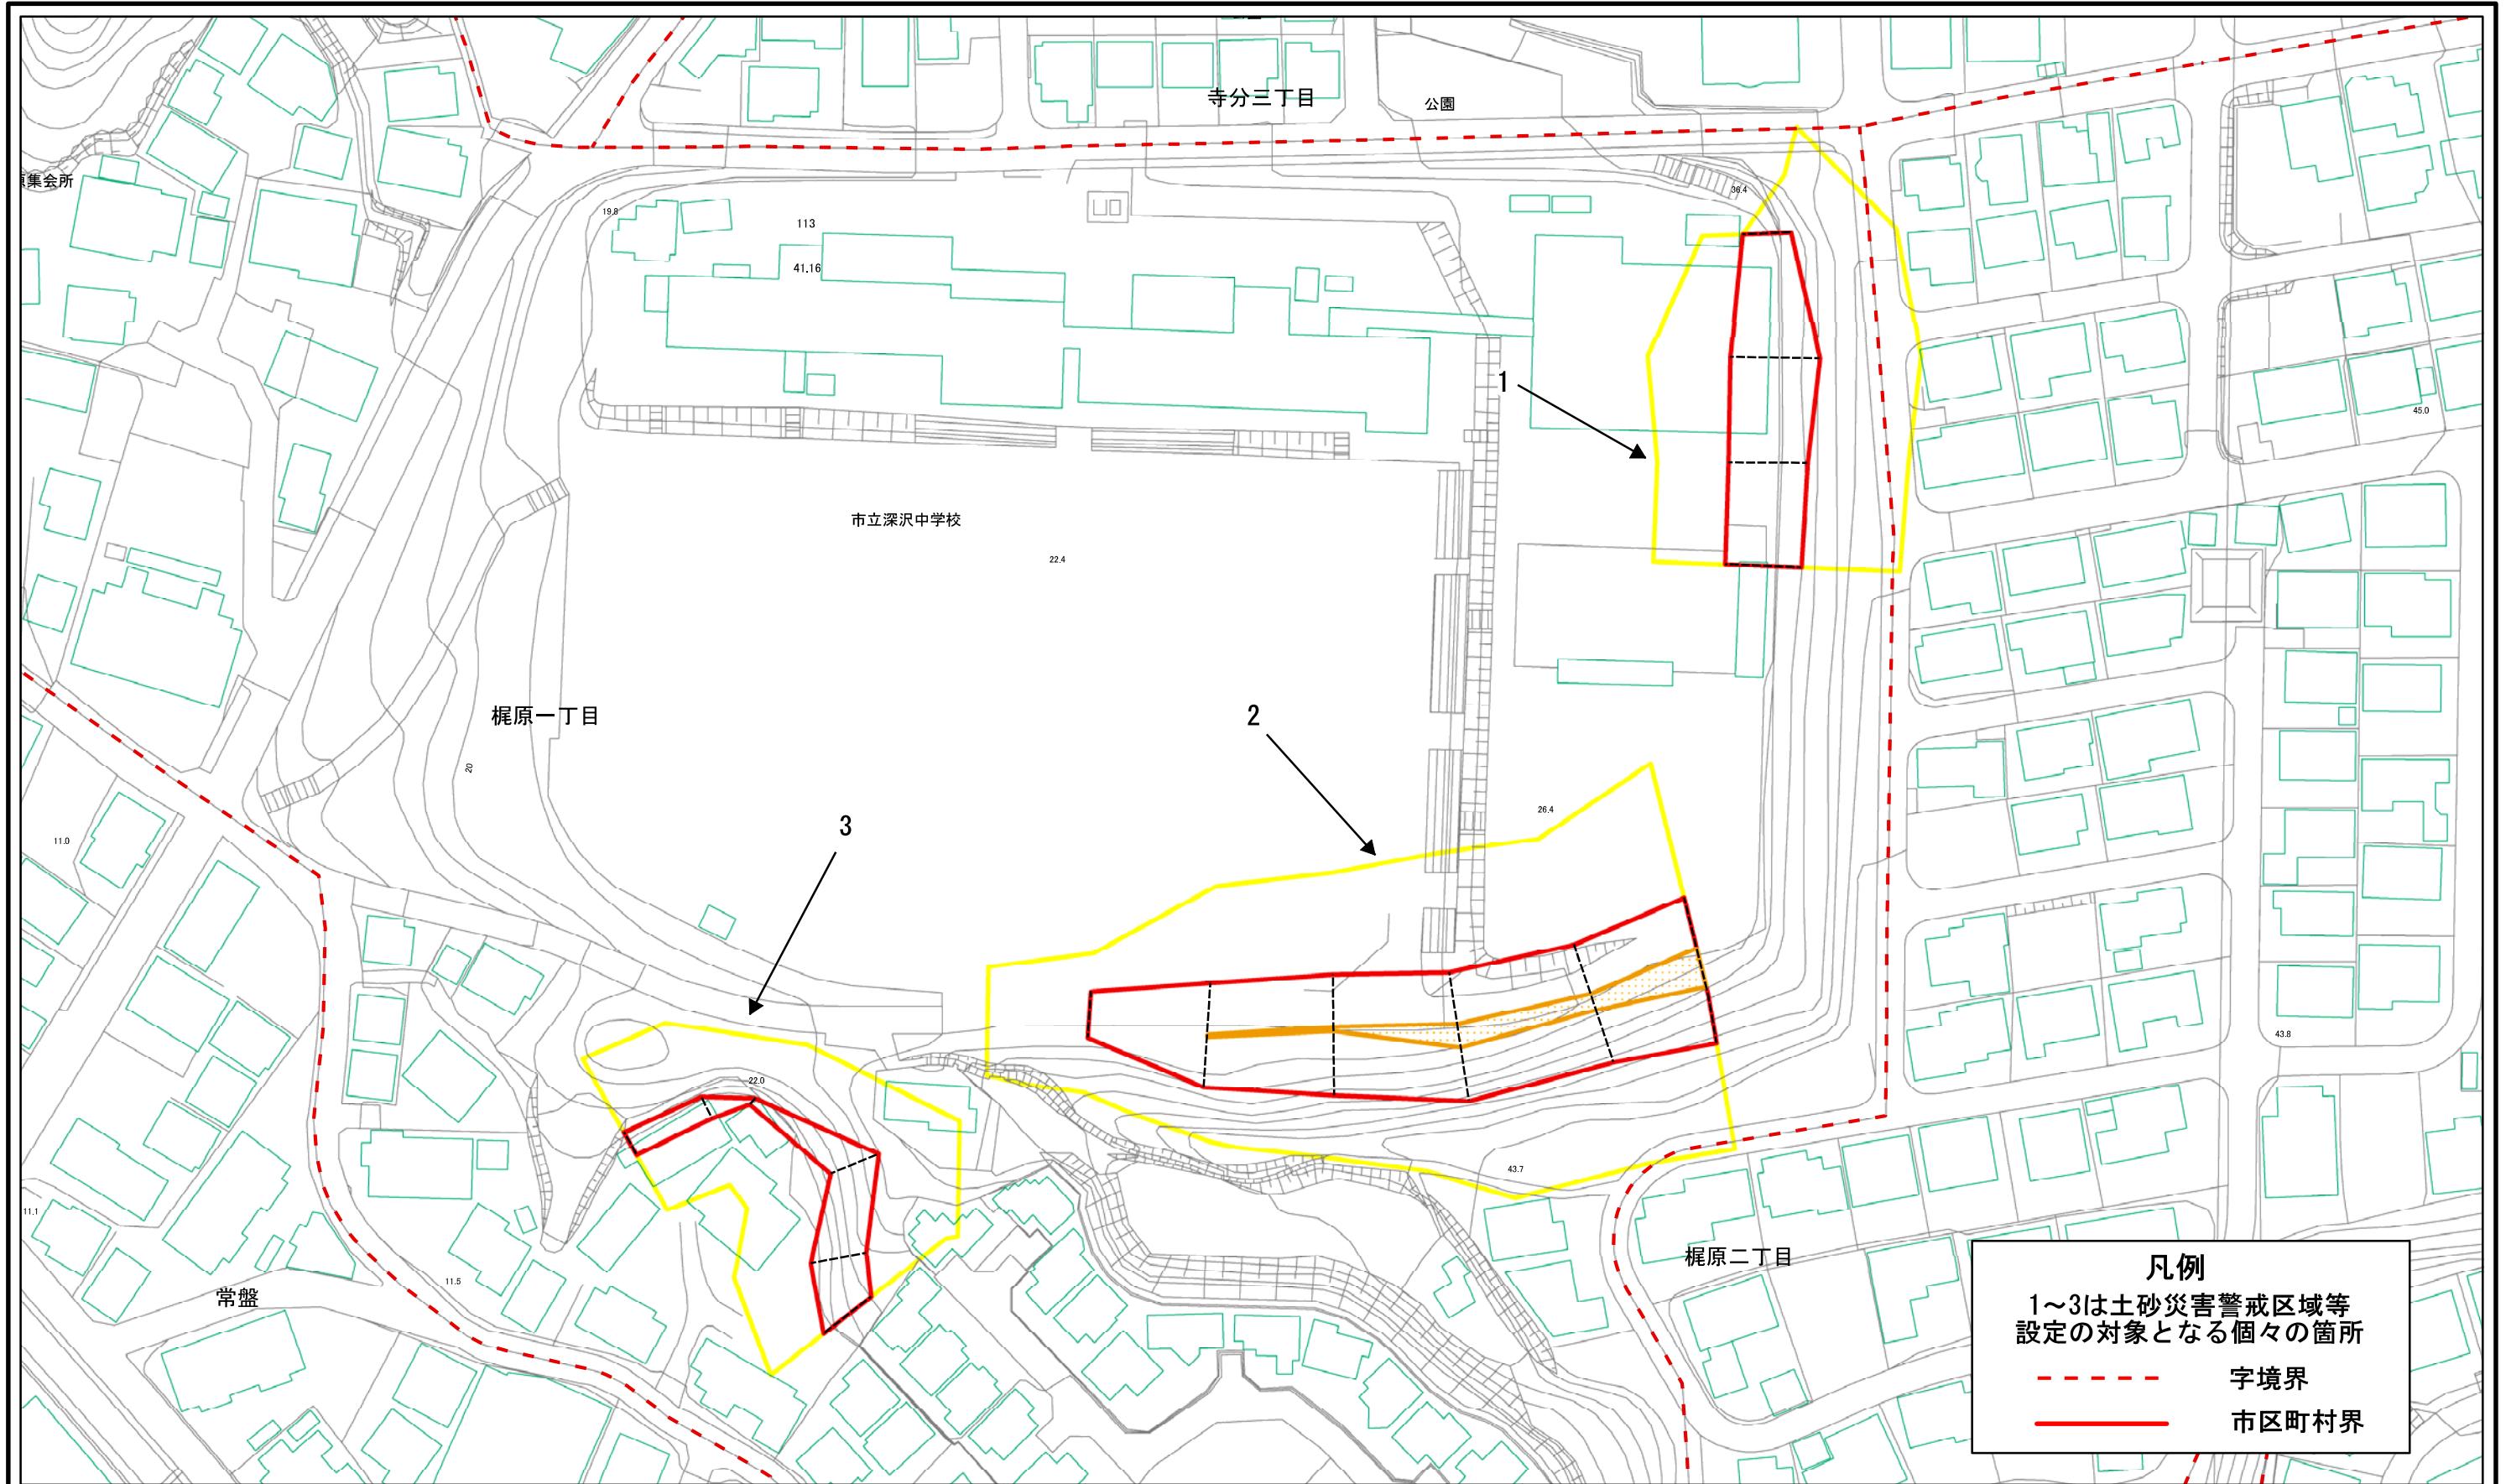 寺分三丁目
公園
集会所
36.4
19.8
113
41.16
1
45.0
市立深沢中学校
22.4
梶原一丁目
2
20
26.4
3
11.0
43.8
22.0
43.7
11.1
梶原二丁目
11.5
常盤
凡例
1～3は土砂災害警戒区域等
設定の対象となる個々の箇所
字境界
市区町村界